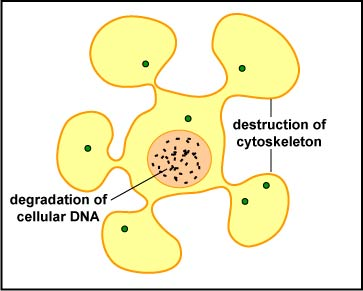 destruction of
cytoskeleton
degradation of
cellular DNA